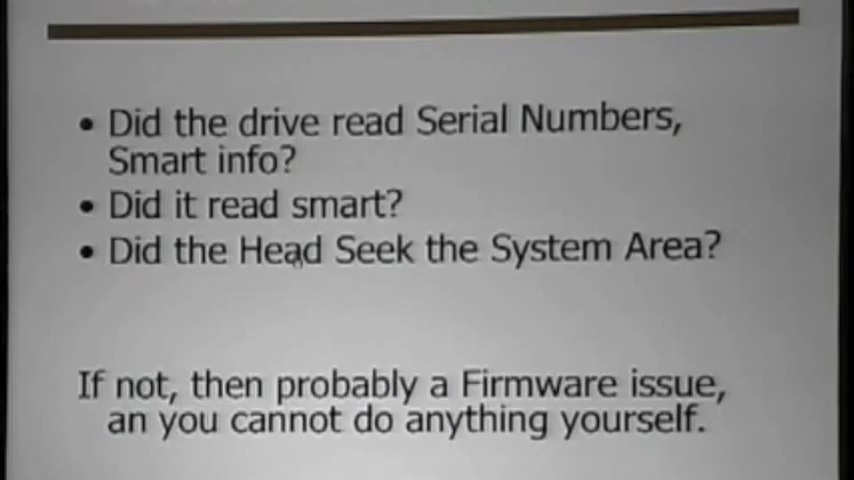 • Did the drive read Serial Numbers,
Smart info?
• Did it read smart?
• Did the Head Seek the System Area?
If not, then probably a Firmware issue,
an you cannot do anything yourself.